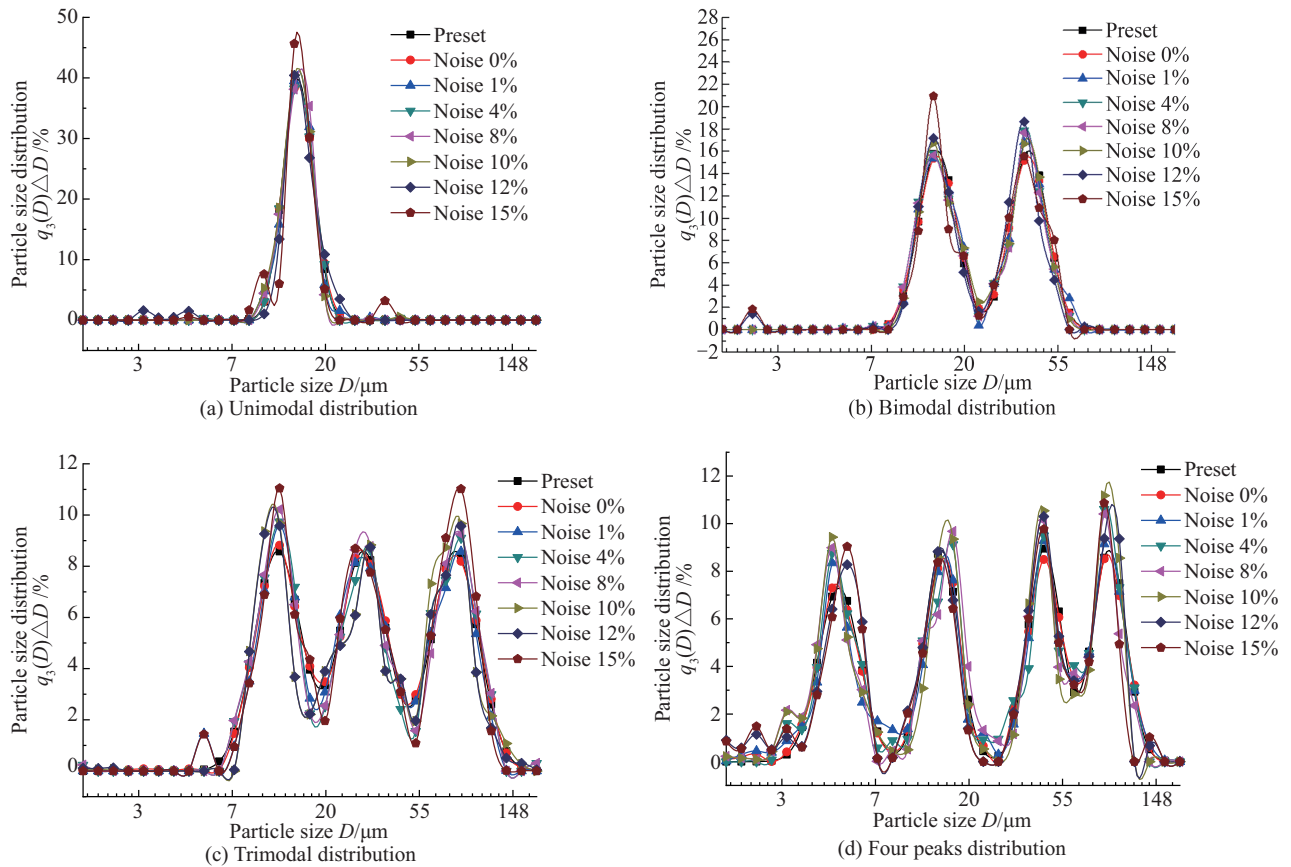 50
40
30
20
10
0
Particle size distribution
q₃(D)△D /%
Preset
Noise 0%
Noise 1%
Noise 4%
Noise 8%
Noise 10%
Noise 12%
Noise 15%
3 7 20 55 148
Particle size D/μm
(a) Unimodal distribution
28
26
24
22
20
18
16
14
12
10
8
6
4
2
0
−2
Particle size distribution
q₃(D)△D /%
Preset
Noise 0%
Noise 1%
Noise 4%
Noise 8%
Noise 10%
Noise 12%
Noise 15%
3 7 20 55 148
Particle size D/μm
(b) Bimodal distribution
12
10
8
6
4
2
0
Particle size distribution
q₃(D)△D /%
Preset
Noise 0%
Noise 1%
Noise 4%
Noise 8%
Noise 10%
Noise 12%
Noise 15%
3 7 20 55 148
Particle size D/μm
(c) Trimodal distribution
12
10
8
6
4
2
0
Particle size distribution
q₃(D)△D /%
Preset
Noise 0%
Noise 1%
Noise 4%
Noise 8%
Noise 10%
Noise 12%
Noise 15%
3 7 20 55 148
Particle size D/μm
(d) Four peaks distribution